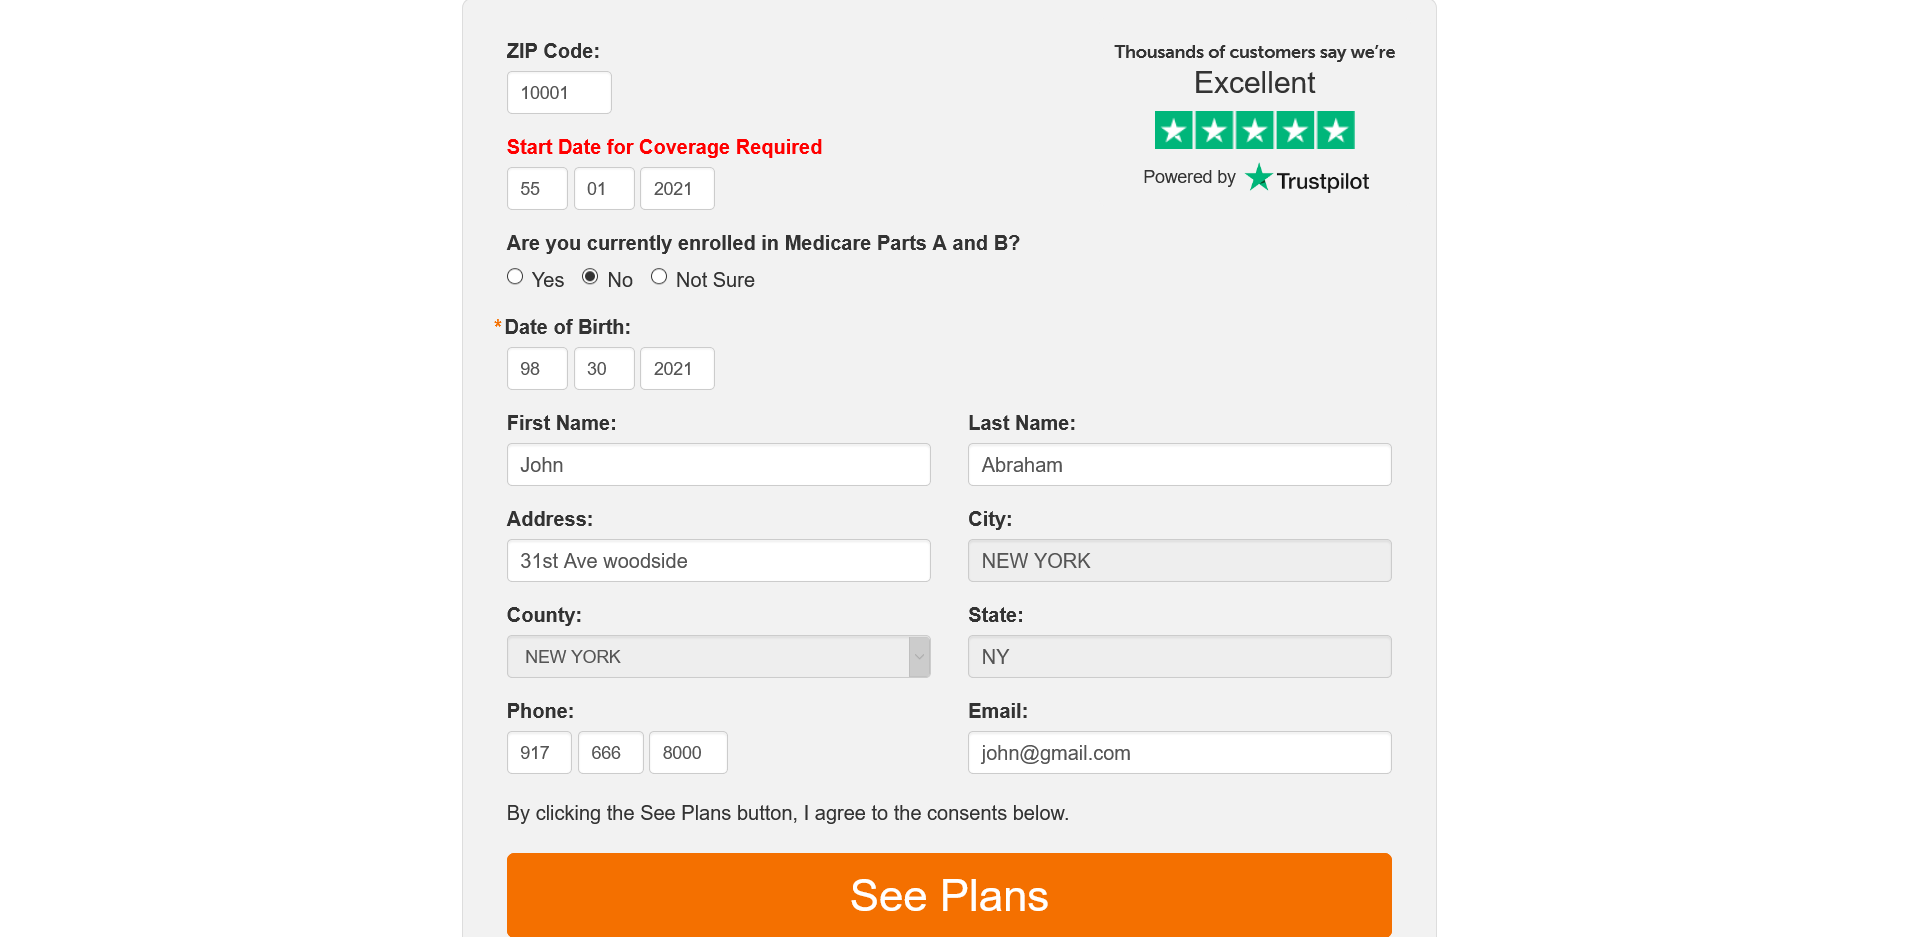 ZIP Code:
10001
Thousands of customers say we're
Excellent
Powered by Trustpilot
Start Date for Coverage Required
55 01 2021
Are you currently enrolled in Medicare Parts A and B?
Yes No Not Sure
*Date of Birth:
98 30 2021
First Name: Last Name:
John Abraham
Address: City:
31st Ave woodside NEW YORK
County: State:
NEW YORK NY
Phone: Email:
917 666 8000 john@gmail.com
By clicking the See Plans button, I agree to the consents below.
See Plans